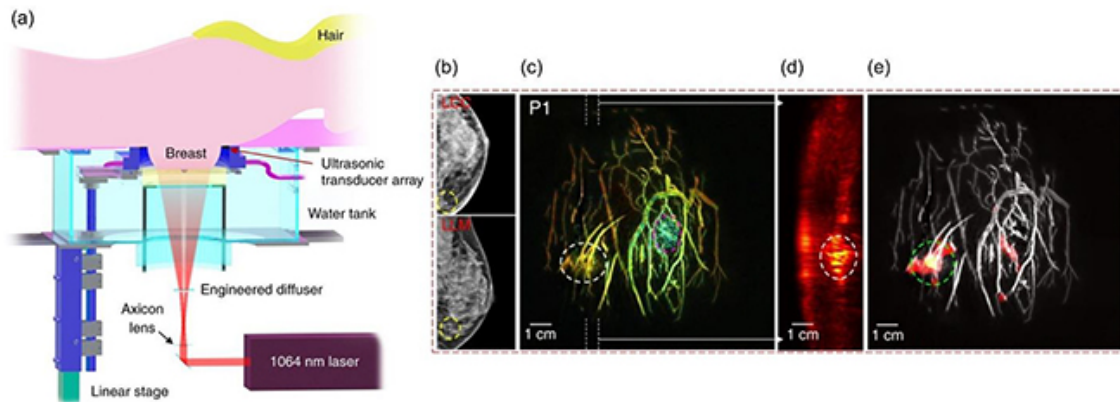 (a)
Hair
Breast
Ultrasonic
transducer array
Water tank
Engineered diffuser
Axicon
lens
1064 nm laser
Linear stage
(b)
(c)
(d)
(e)
LCC
P1
LLM
1 cm
1 cm
1 cm